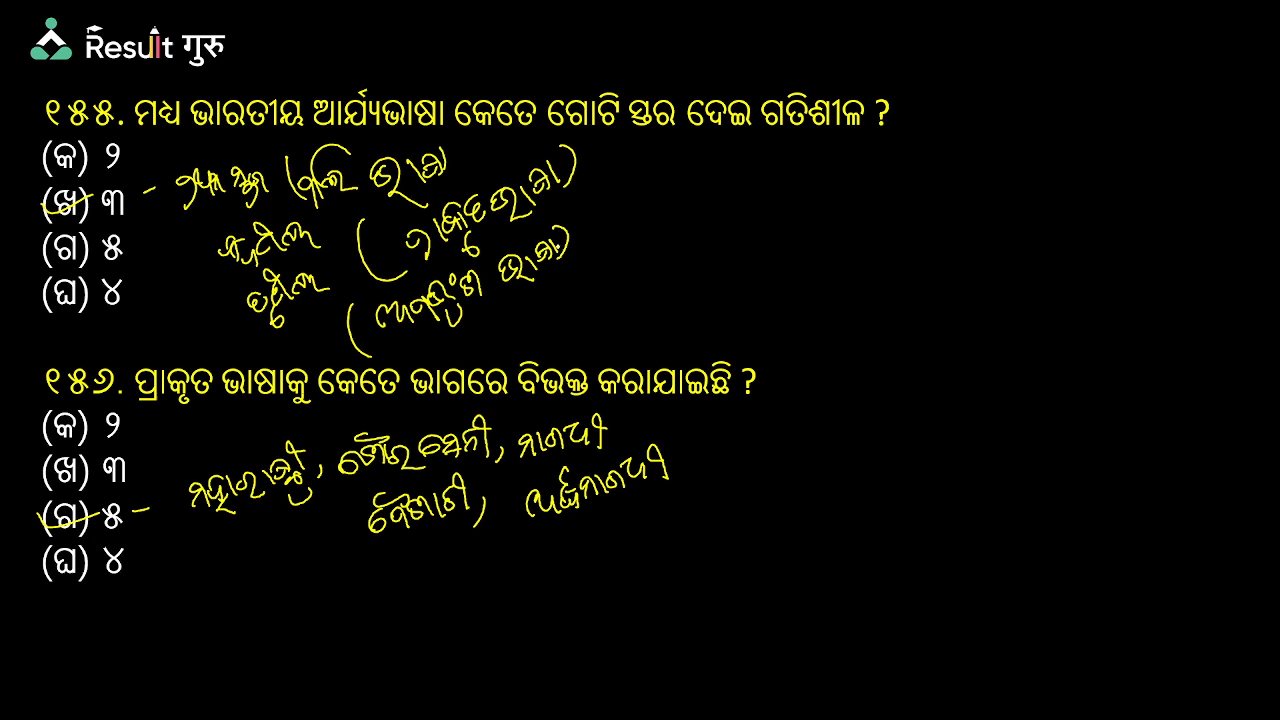 Result ଗୁରୁ
୧୫୫. ମଧ୍ୟ ଭାରତୀୟ ଆର୍ଯ୍ୟଭାଷା କେତେ ଗୋଟି ସ୍ତର ଦେଇ ଗତିଶୀଳ ?
(କ) ୨
(ଖ) ୩ - ପ୍ରଥମ ସ୍ତର (ପାଲି ଭାଷା
(ଗ) ୫ ଦ୍ୱିତୀୟ (ପ୍ରାକୃତ ଭାଷା)
(ଘ) ୪ ତୃତୀୟ (ଅପଭ୍ରଂଶ ଭାଷା)
୧୫୬. ପ୍ରାକୃତ ଭାଷାକୁ କେତେ ଭାଗରେ ବିଭକ୍ତ କରାଯାଇଛି ?
(କ) ୨
(ଖ) ୩
ମହାରାଷ୍ଟ୍ରୀ, ଶୌରସେନୀ, ମାଗଧୀ
(ଗ) ୫ - ପୈଶାଚୀ, ଅର୍ଦ୍ଧମାଗଧୀ
(ଘ) ୪